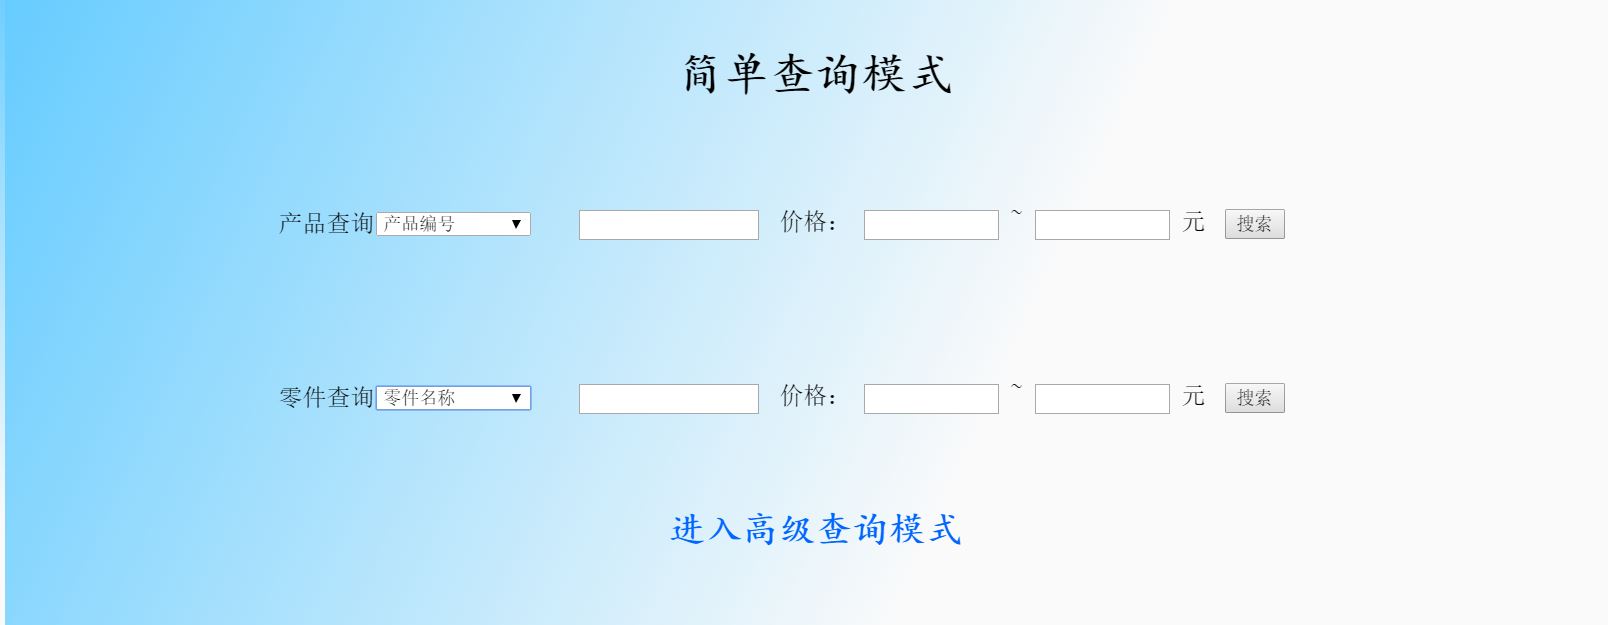 简单查询模式
产品查询 产品编号 ▼ 价格： ~ 元 搜索
零件查询 零件名称 ▼ 价格： ~ 元 搜索
进入高级查询模式